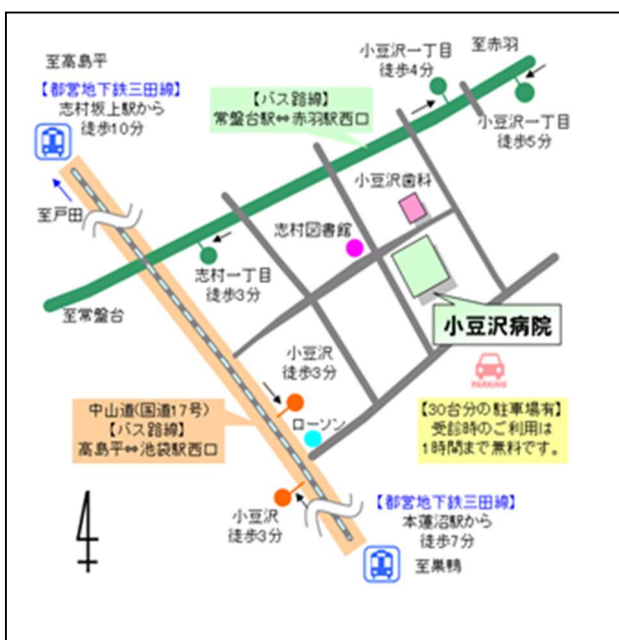 至高島平
【都営地下鉄三田線】
志村坂上駅から
徒歩10分
至戸田
【バス路線】
常盤台駅⇔赤羽駅西口
小豆沢一丁目
徒歩4分
至赤羽
小豆沢一丁目
徒歩5分
小豆沢歯科
志村図書館
志村一丁目
徒歩3分
至常盤台
小豆沢病院
小豆沢
徒歩3分
ローソン
PARKING
【30台分の駐車場有】
受診時のご利用は
1時間まで無料です。
中山道(国道17号)
【バス路線】
高島平⇔池袋駅西口
小豆沢
徒歩3分
【都営地下鉄三田線】
本蓮沼駅から
徒歩7分
至巣鴨